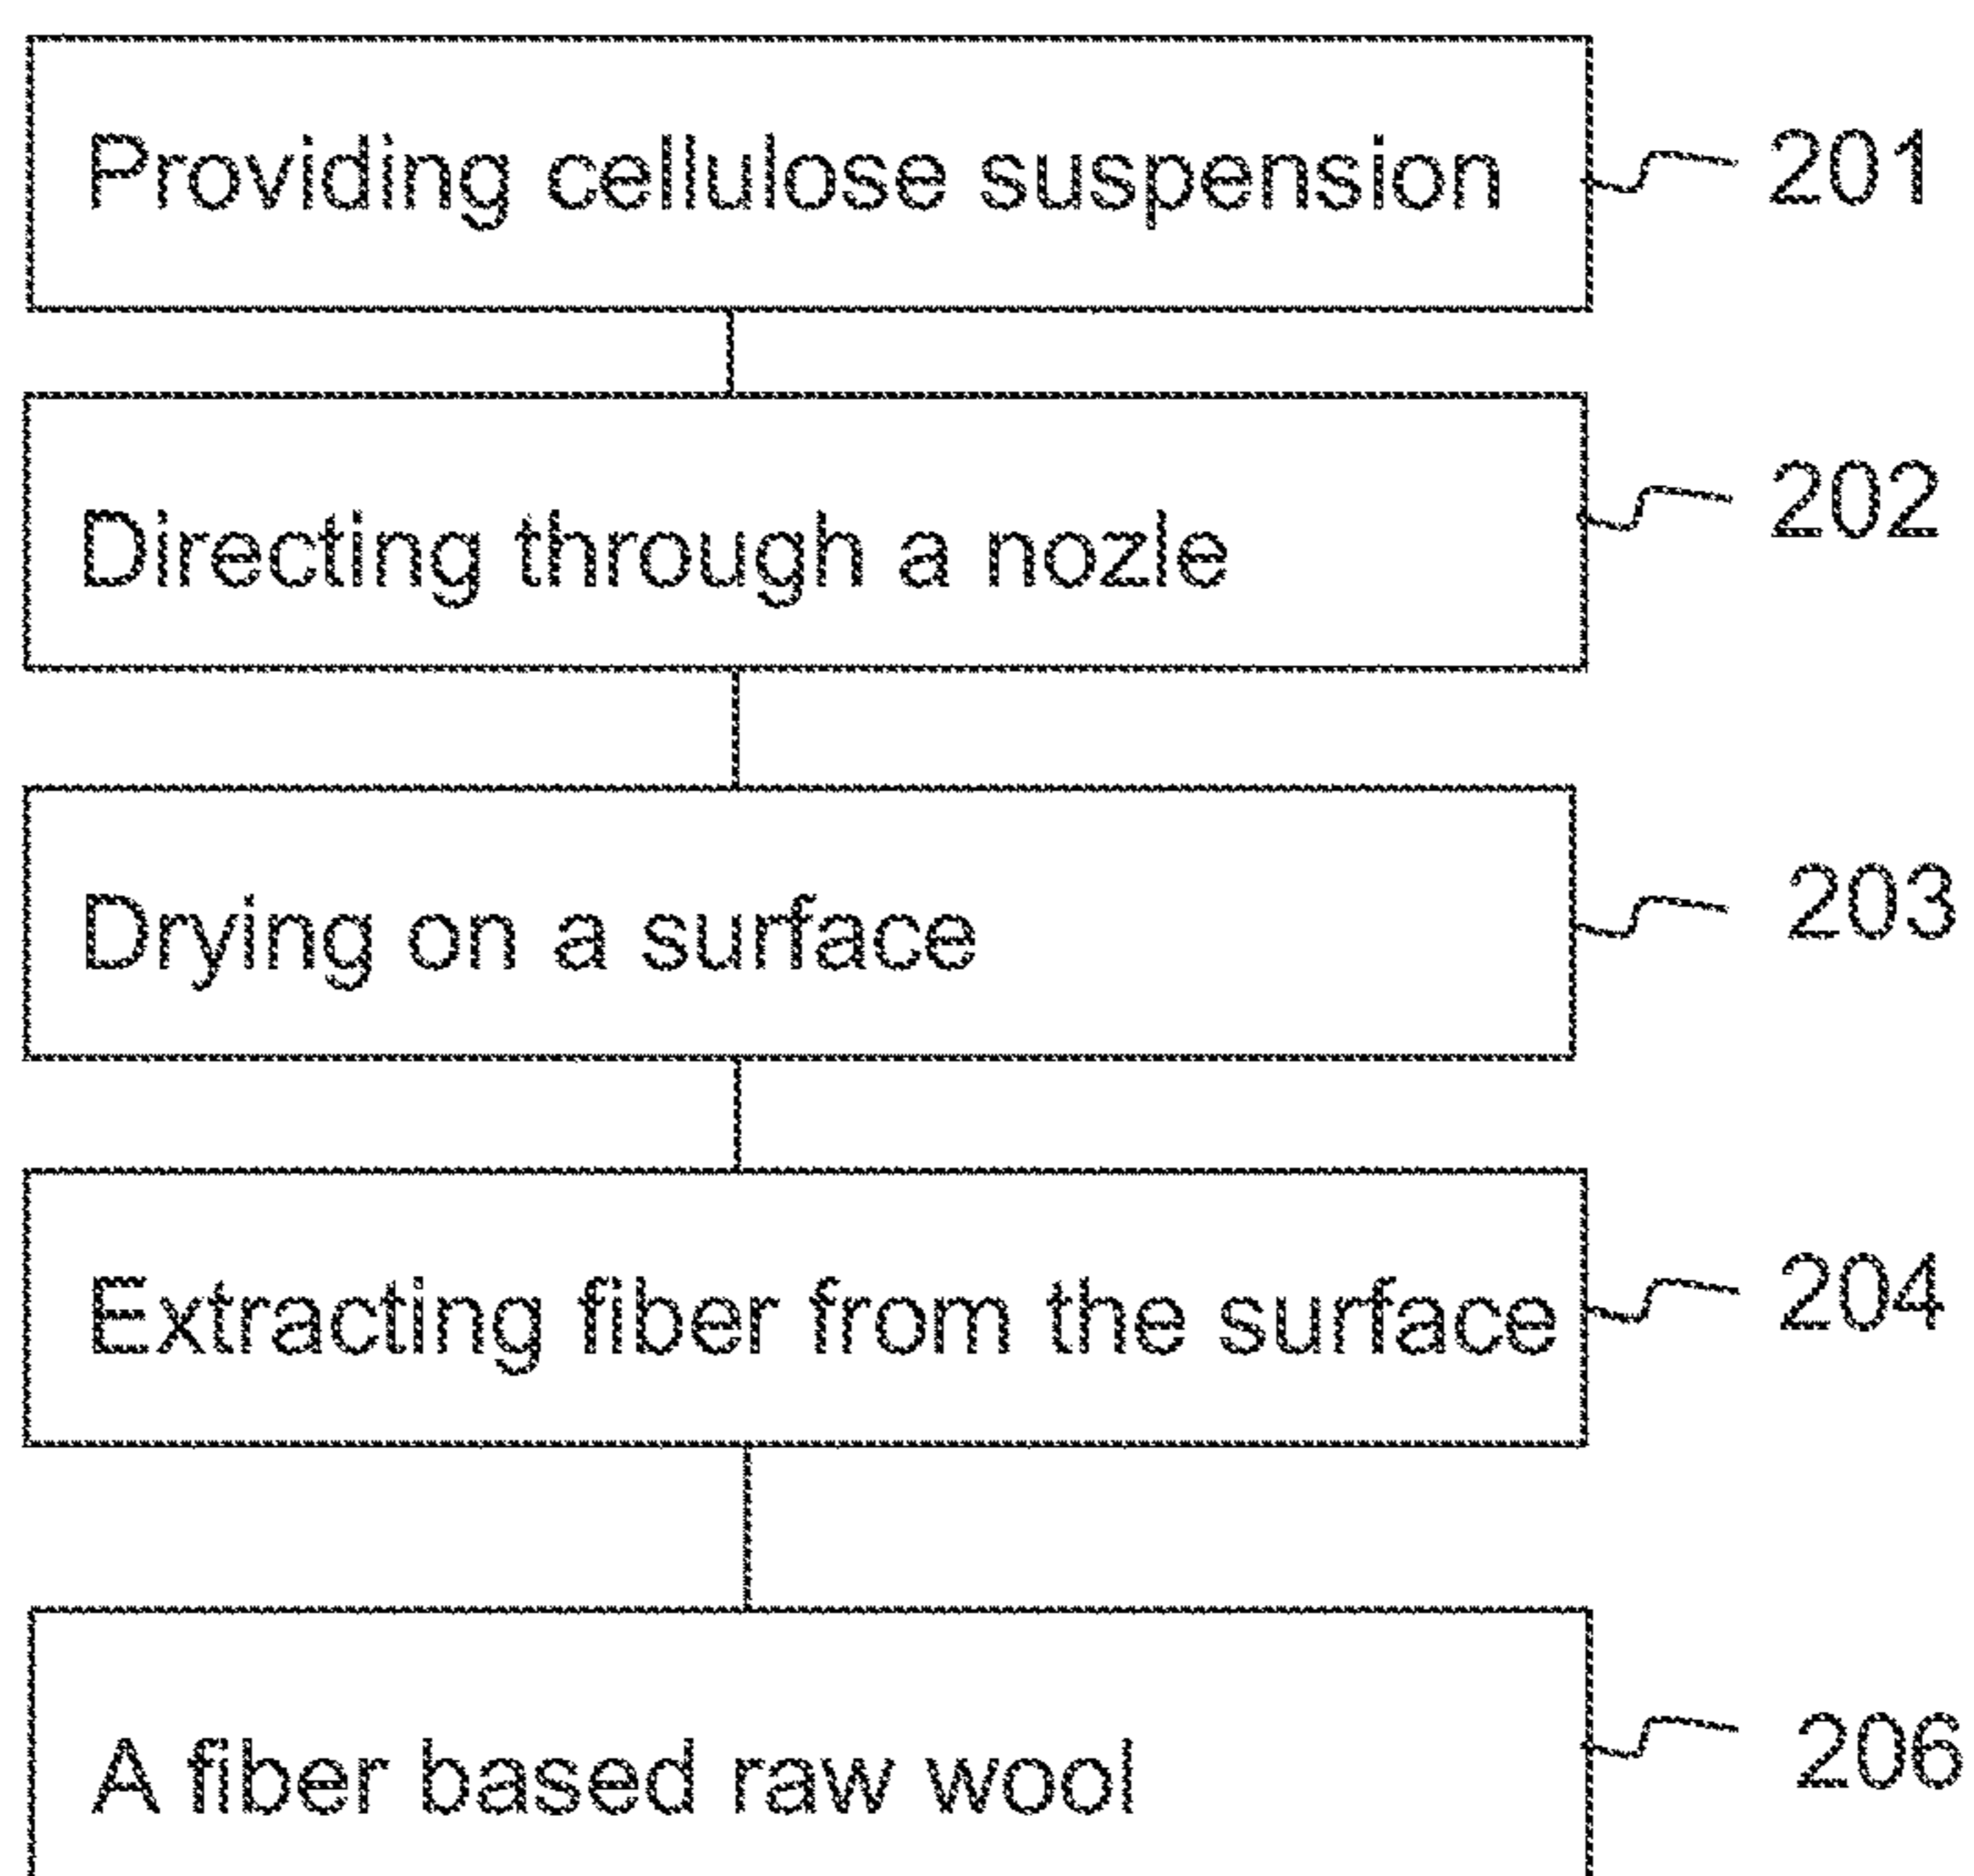 Providing cellulose suspension 201
Directing through a nozle 202
Drying on a surface 203
Extracting fiber from the surface 204
A fiber based raw wool 206